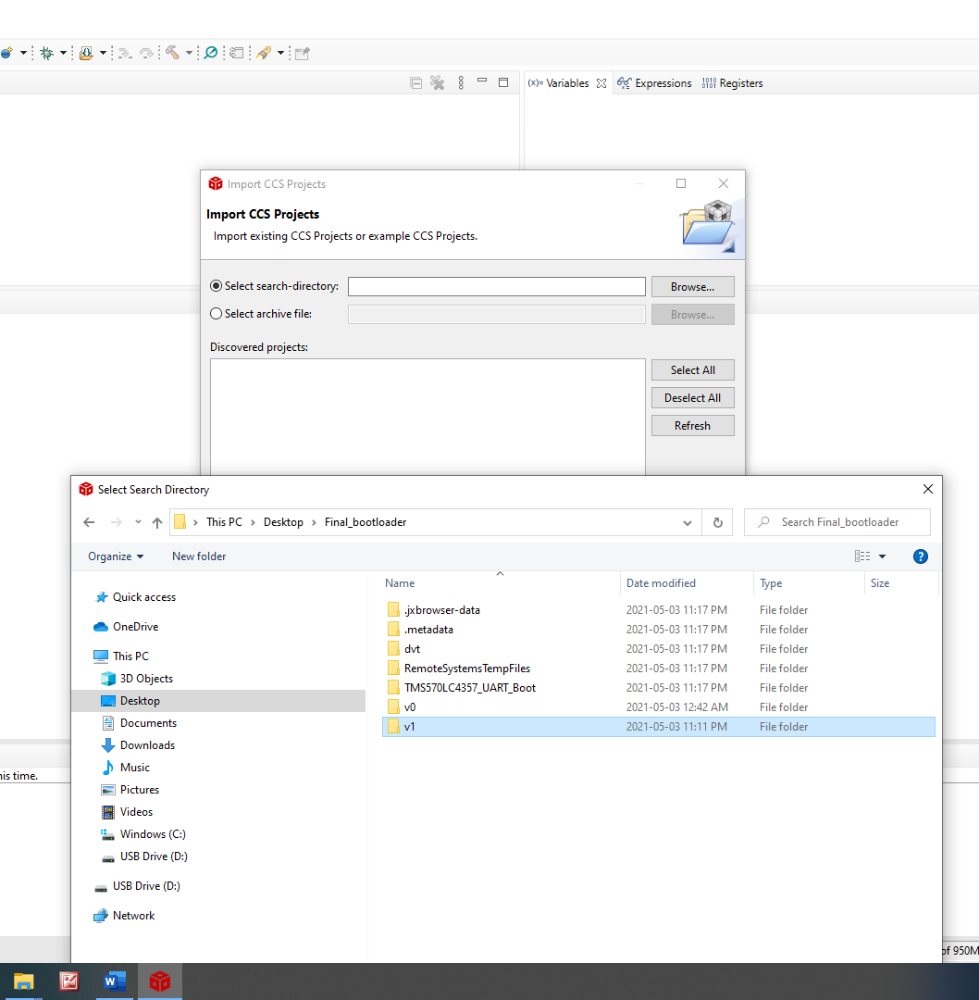 (x)= Variables
Expressions
1010 0101 Registers
Import CCS Projects
Import CCS Projects
Import existing CCS Projects or example CCS Projects.
Select search-directory:
Browse...
Select archive file:
Browse...
Discovered projects:
Select All
Deselect All
Refresh
Select Search Directory
This PC > Desktop > Final_bootloader
Search Final_bootloader
Organize
New folder
?
Name Date modified Type Size
.jxbrowser-data 2021-05-03 11:17 PM File folder
.metadata 2021-05-03 11:17 PM File folder
dvt 2021-05-03 11:17 PM File folder
RemoteSystemsTempFiles 2021-05-03 11:17 PM File folder
TMS570LC4357_UART_Boot 2021-05-03 11:17 PM File folder
v0 2021-05-03 12:42 AM File folder
v1 2021-05-03 11:11 PM File folder
Quick access
OneDrive
This PC
3D Objects
Desktop
Documents
Downloads
Music
Pictures
Videos
Windows (C:)
USB Drive (D:)
USB Drive (D:)
Network
his time.
of 950M
W